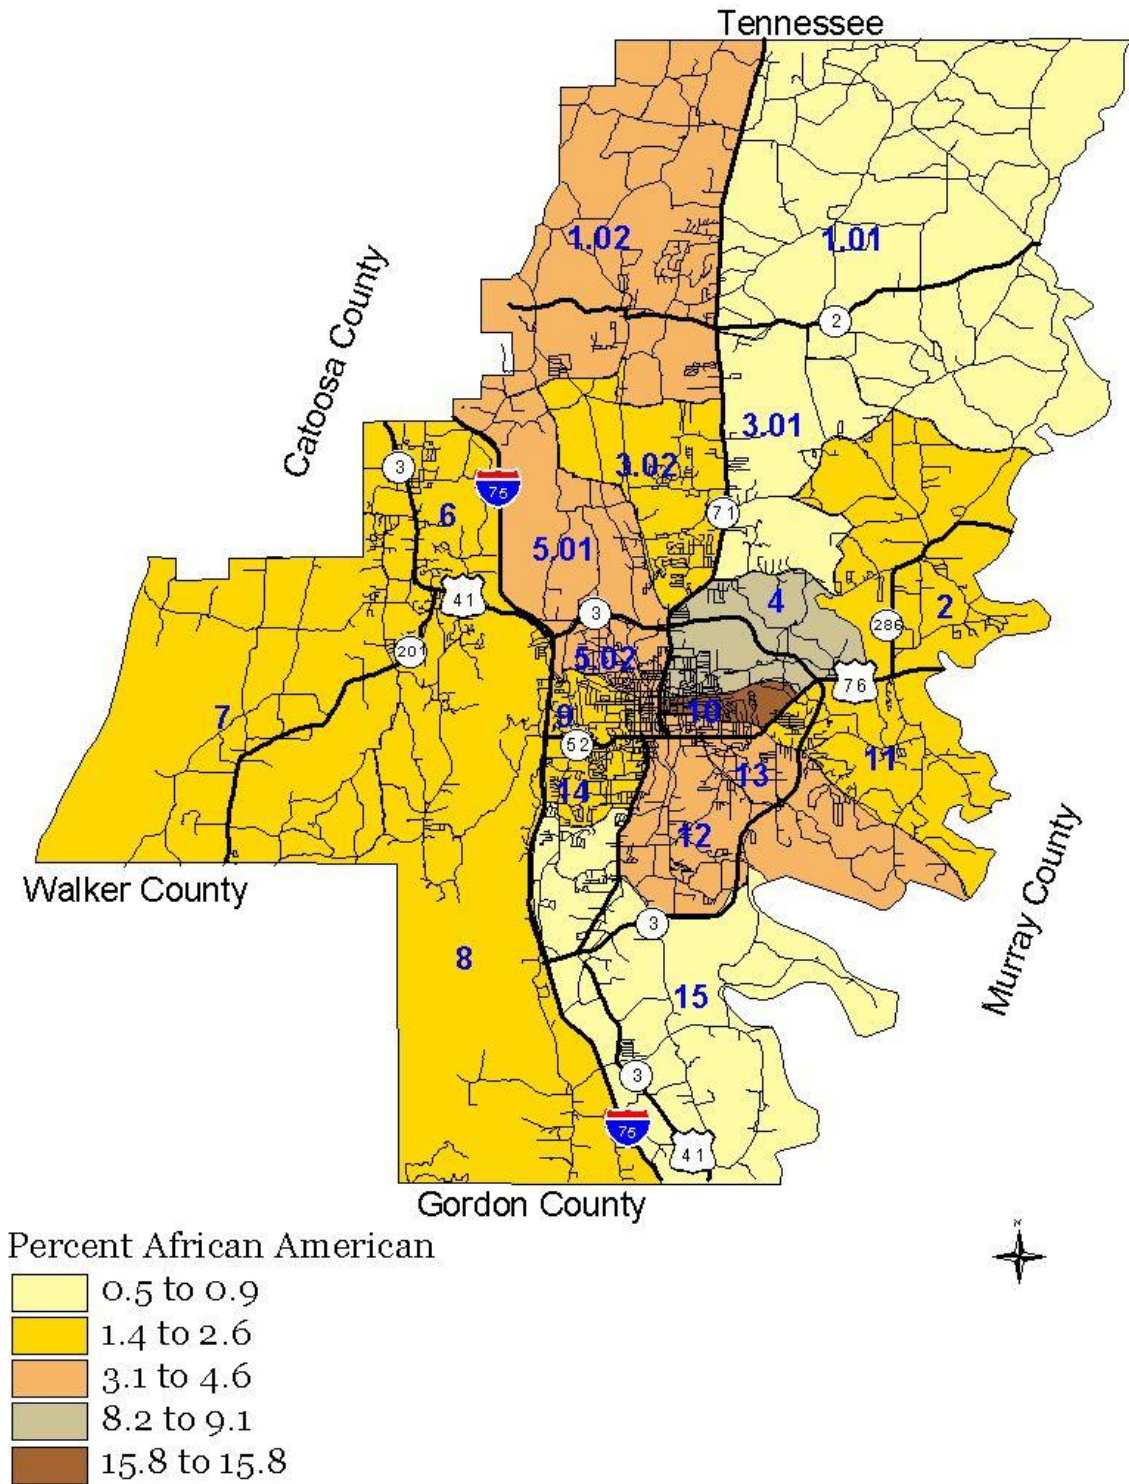 Tennessee
1.02
1.01
2
Catoosa County
3.01
3
3.02
75
71
6
5.01
41
3
4
2
286
201
5.02
76
7
9
10
52
11
13
14
12
Murray County
Walker County
3
8
15
3
75
41
Gordon County
N
Percent African American
0.5 to 0.9
1.4 to 2.6
3.1 to 4.6
8.2 to 9.1
15.8 to 15.8